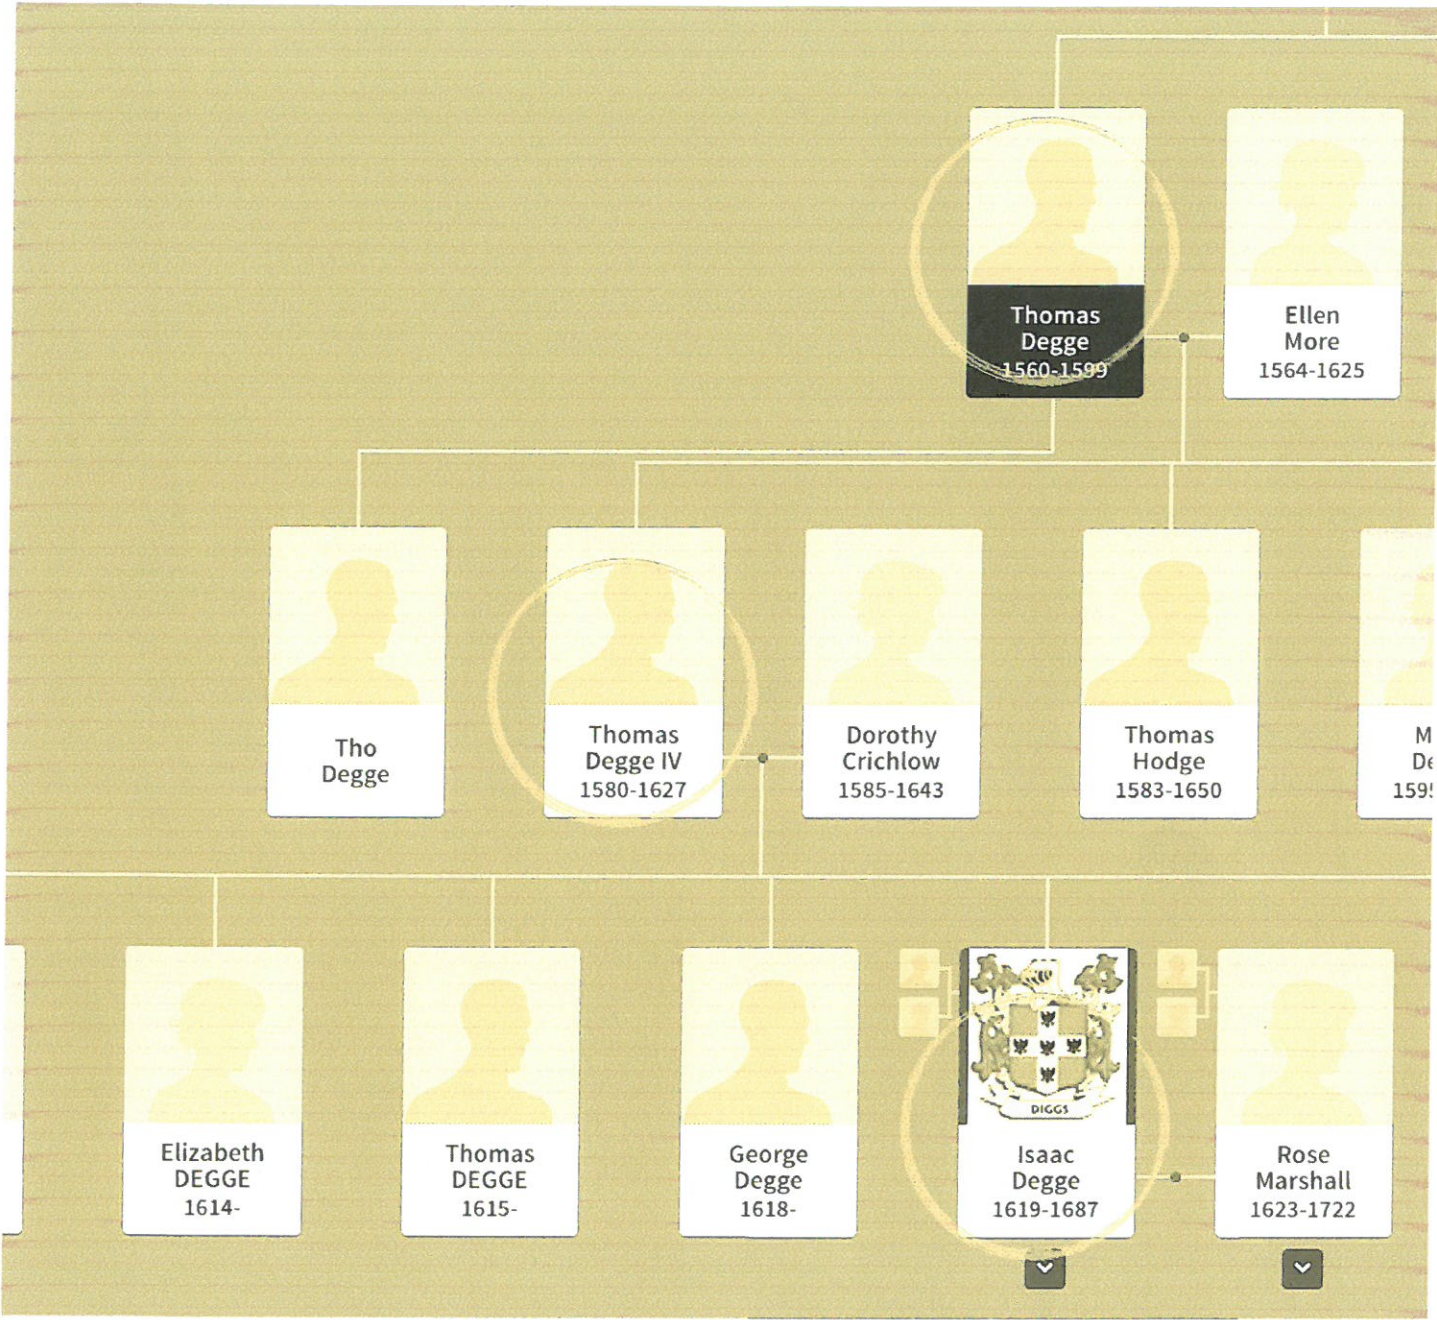 Thomas
Degge
1560-1599
Ellen
More
1564-1625
Tho
Degge
Thomas
Degge IV
1580-1627
Dorothy
Crichlow
1585-1643
Thomas
Hodge
1583-1650
M
De
1595
Elizabeth
DEGGE
1614-
Thomas
DEGGE
1615-
George
Degge
1618-
DIGGS
Isaac
Degge
1619-1687
Rose
Marshall
1623-1722